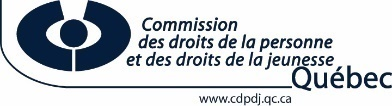 Commission
des droits de la personne
et des droits de la jeunesse
Québec
www.cdpdj.qc.ca